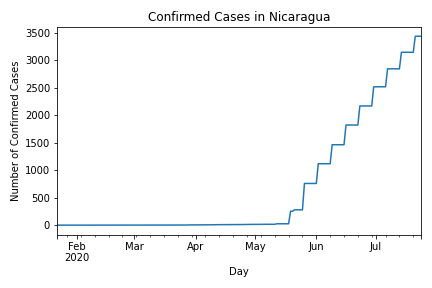 Confirmed Cases in Nicaragua
Number of Confirmed Cases
3500
3000
2500
2000
1500
1000
500
0
Feb Mar Apr May Jun Jul
2020
Day